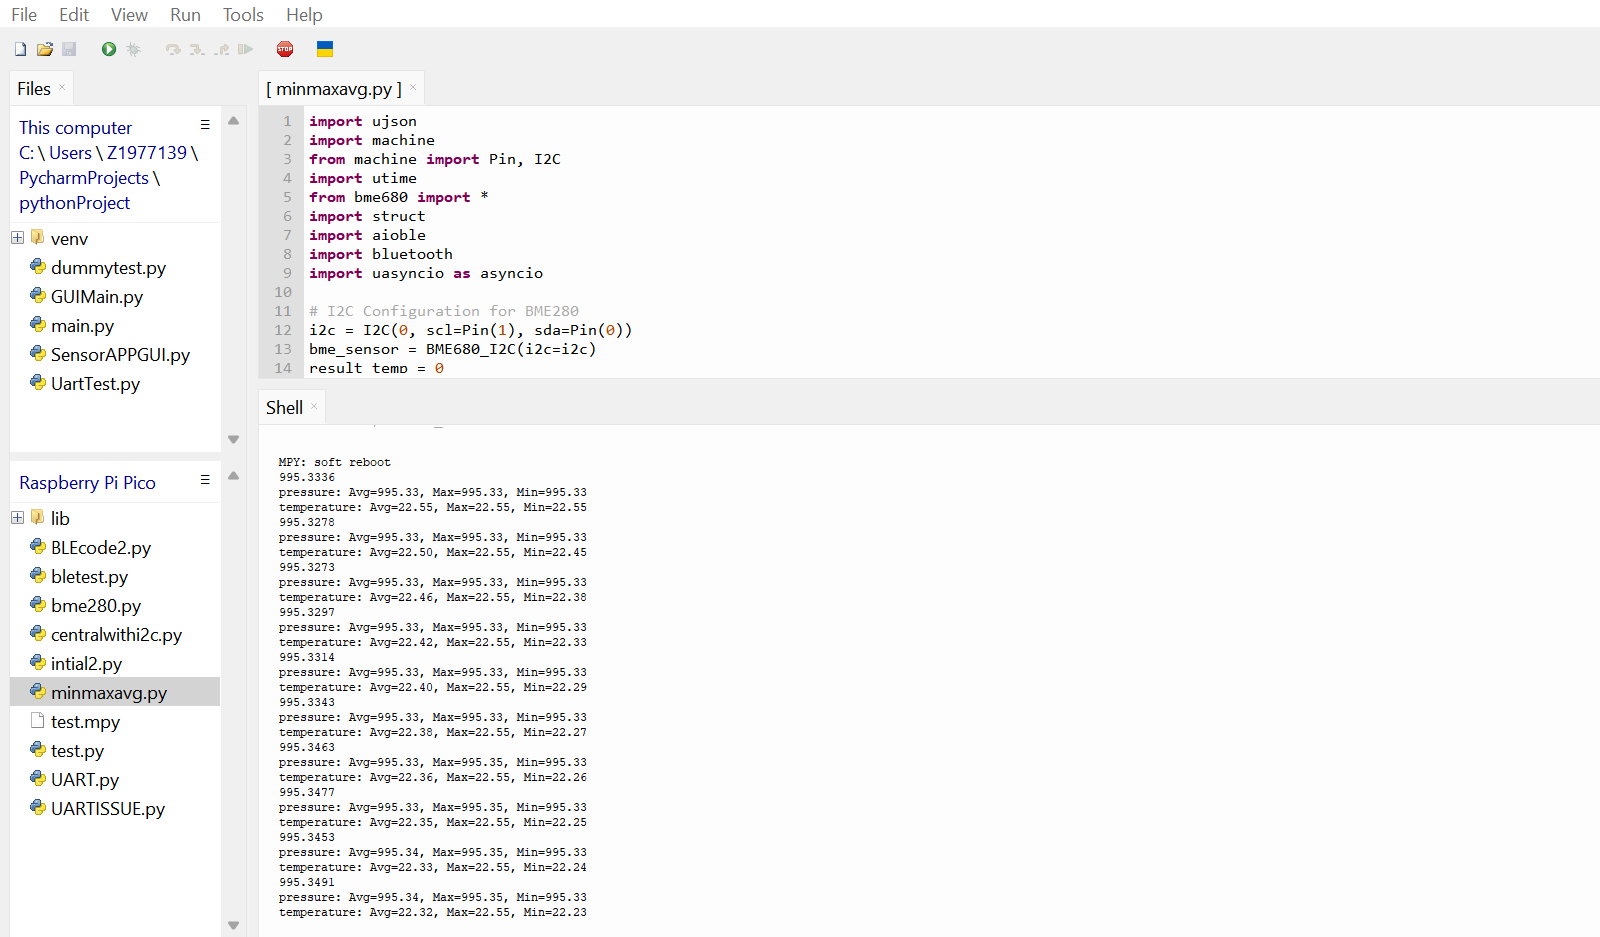 File Edit View Run Tools Help
STOP
Files
This computer
C: \ Users \ Z1977139 \
PycharmProjects \
pythonProject
venv
dummytest.py
GUIMain.py
main.py
SensorAPPGUI.py
UartTest.py
Raspberry Pi Pico
lib
BLEcode2.py
bletest.py
bme280.py
centralwithi2c.py
intial2.py
minmaxavg.py
test.mpy
test.py
UART.py
UARTISSUE.py
[ minmaxavg.py ]
1 import ujson
2 import machine
3 from machine import Pin, I2C
4 import utime
5 from bme680 import *
6 import struct
7 import aioble
8 import bluetooth
9 import uasyncio as asyncio
10
11 # I2C Configuration for BME280
12 i2c = I2C(0, scl=Pin(1), sda=Pin(0))
13 bme_sensor = BME680_I2C(i2c=i2c)
14 result_temp = 0
Shell
MPY: soft reboot
995.3336
pressure: Avg=995.33, Max=995.33, Min=995.33
temperature: Avg=22.55, Max=22.55, Min=22.55
995.3278
pressure: Avg=995.33, Max=995.33, Min=995.33
temperature: Avg=22.50, Max=22.55, Min=22.45
995.3273
pressure: Avg=995.33, Max=995.33, Min=995.33
temperature: Avg=22.46, Max=22.55, Min=22.38
995.3297
pressure: Avg=995.33, Max=995.33, Min=995.33
temperature: Avg=22.42, Max=22.55, Min=22.33
995.3314
pressure: Avg=995.33, Max=995.33, Min=995.33
temperature: Avg=22.40, Max=22.55, Min=22.29
995.3343
pressure: Avg=995.33, Max=995.33, Min=995.33
temperature: Avg=22.38, Max=22.55, Min=22.27
995.3463
pressure: Avg=995.33, Max=995.35, Min=995.33
temperature: Avg=22.36, Max=22.55, Min=22.26
995.3477
pressure: Avg=995.33, Max=995.35, Min=995.33
temperature: Avg=22.35, Max=22.55, Min=22.25
995.3453
pressure: Avg=995.34, Max=995.35, Min=995.33
temperature: Avg=22.33, Max=22.55, Min=22.24
995.3491
pressure: Avg=995.34, Max=995.35, Min=995.33
temperature: Avg=22.32, Max=22.55, Min=22.23